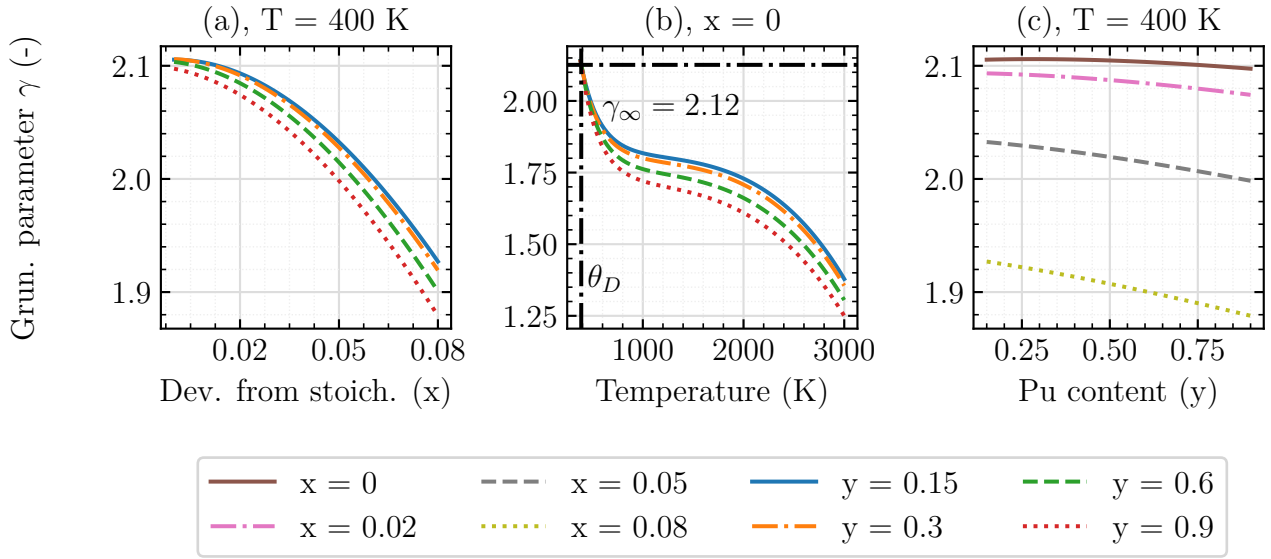 (a), T = 400 K
(b), x = 0
(c), T = 400 K
Grun. parameter γ (-)
2.1
2.0
1.9
0.02 0.05 0.08
Dev. from stoich. (x)
2.00
1.75
1.50
1.25
γ∞ = 2.12
θ_D
1000 2000 3000
Temperature (K)
2.1
2.0
1.9
0.25 0.50 0.75
Pu content (y)
x = 0 x = 0.05 y = 0.15 y = 0.6
x = 0.02 x = 0.08 y = 0.3 y = 0.9